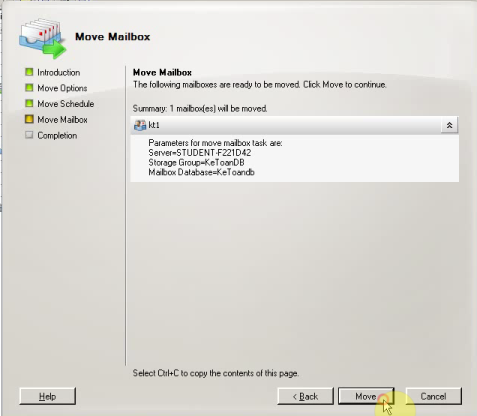 Move Mailbox
Introduction
Move Options
Move Schedule
Move Mailbox
Completion
Move Mailbox
The following mailboxes are ready to be moved. Click Move to continue.
Summary: 1 mailbox(es) will be moved.
kt1
Parameters for move mailbox task are:
Server=STUDENT-F221D42
Storage Group=KeToanDB
Mailbox Database=KeToandb
Select Ctrl+C to copy the contents of this page.
Help
< Back
Move
Cancel